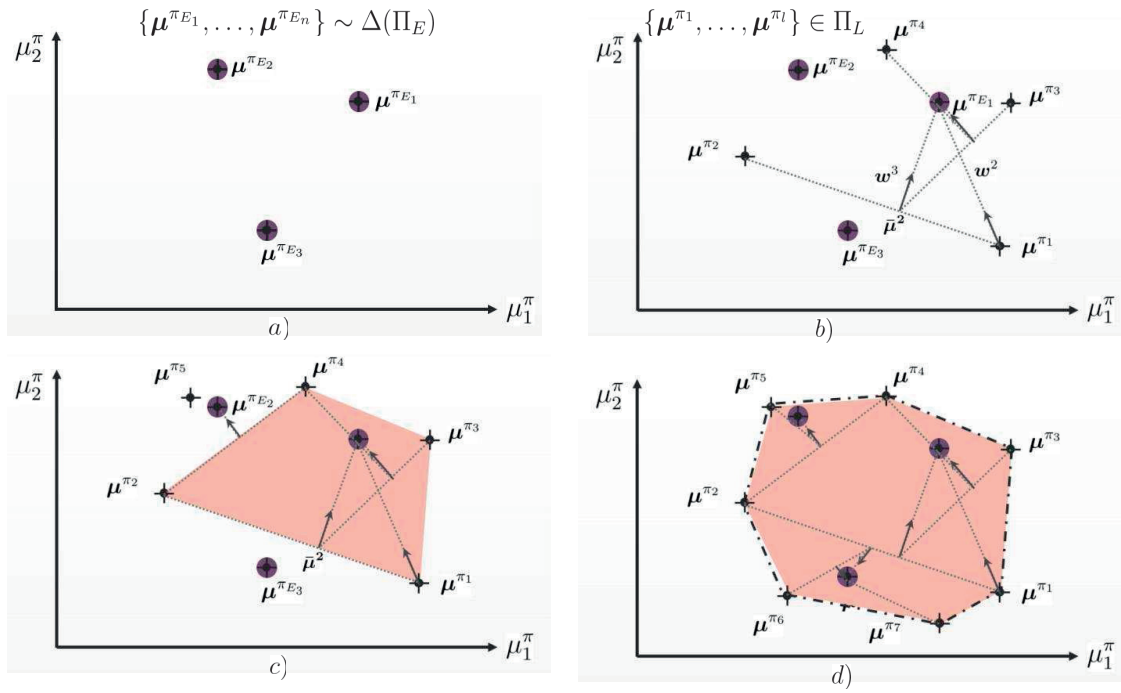 {μ^{π_{E_1}}, . . . , μ^{π_{E_n}}} ∼ Δ(Π_E)
μ_2^π
μ^{π_{E_2}}
μ^{π_{E_1}}
μ^{π_{E_3}}
μ_1^π
a)
{μ^{π_1}, . . . , μ^{π_l}} ∈ Π_L
μ_2^π
μ^{π_4}
μ^{π_{E_2}}
μ^{π_{E_1}}
μ^{π_3}
μ^{π_2}
w^3
w^2
μ̄^2
μ^{π_{E_3}}
μ^{π_1}
μ_1^π
b)
μ_2^π
μ^{π_5}
μ^{π_4}
μ^{π_{E_2}}
μ^{π_3}
μ^{π_2}
μ̄^2
μ^{π_{E_3}}
μ^{π_1}
μ_1^π
c)
μ_2^π
μ^{π_5}
μ^{π_4}
μ^{π_3}
μ^{π_2}
μ^{π_1}
μ^{π_6}
μ^{π_7}
μ_1^π
d)